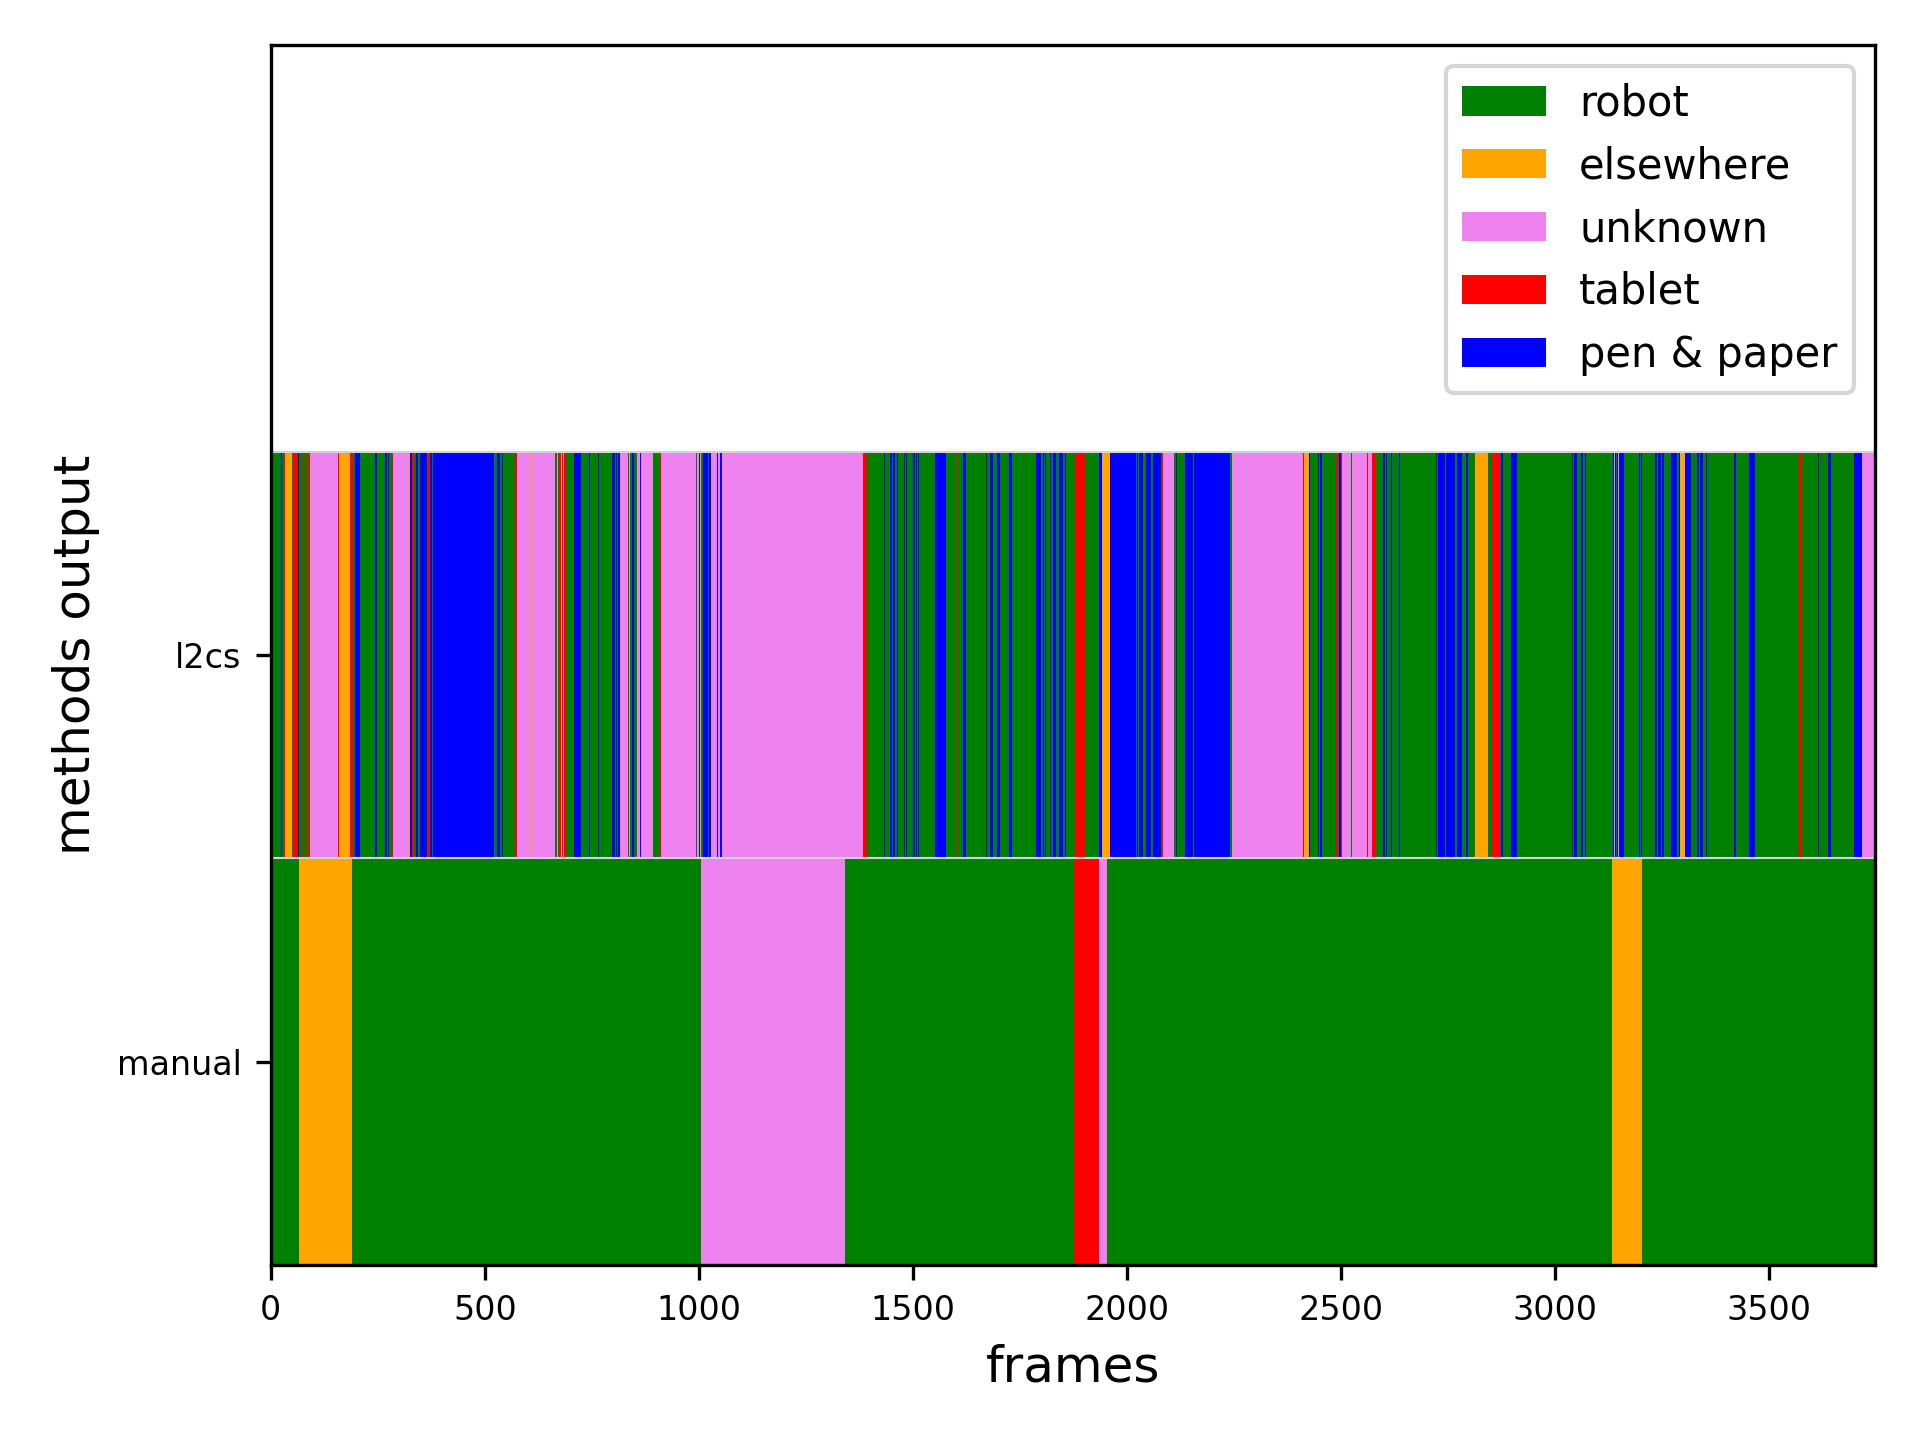 robot
elsewhere
unknown
tablet
pen & paper
methods output
l2cs
manual
0 500 1000 1500 2000 2500 3000 3500
frames